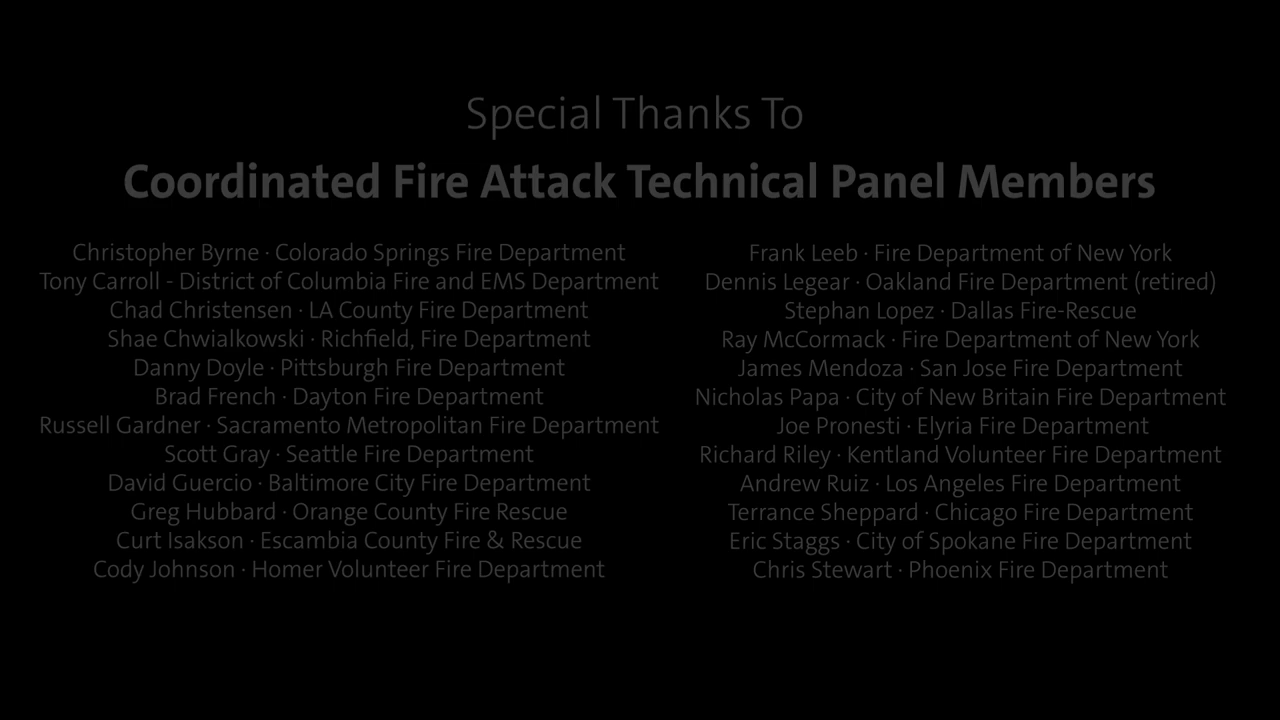 Special Thanks To
Coordinated Fire Attack Technical Panel Members
Christopher Byrne · Colorado Springs Fire Department
Tony Carroll - District of Columbia Fire and EMS Department
Chad Christensen · LA County Fire Department
Shae Chwialkowski · Richfield, Fire Department
Danny Doyle · Pittsburgh Fire Department
Brad French · Dayton Fire Department
Russell Gardner · Sacramento Metropolitan Fire Department
Scott Gray · Seattle Fire Department
David Guercio · Baltimore City Fire Department
Greg Hubbard · Orange County Fire Rescue
Curt Isakson · Escambia County Fire & Rescue
Cody Johnson · Homer Volunteer Fire Department
Frank Leeb · Fire Department of New York
Dennis Legear · Oakland Fire Department (retired)
Stephan Lopez · Dallas Fire-Rescue
Ray McCormack · Fire Department of New York
James Mendoza · San Jose Fire Department
Nicholas Papa · City of New Britain Fire Department
Joe Pronesti · Elyria Fire Department
Richard Riley · Kentland Volunteer Fire Department
Andrew Ruiz · Los Angeles Fire Department
Terrance Sheppard · Chicago Fire Department
Eric Staggs · City of Spokane Fire Department
Chris Stewart · Phoenix Fire Department